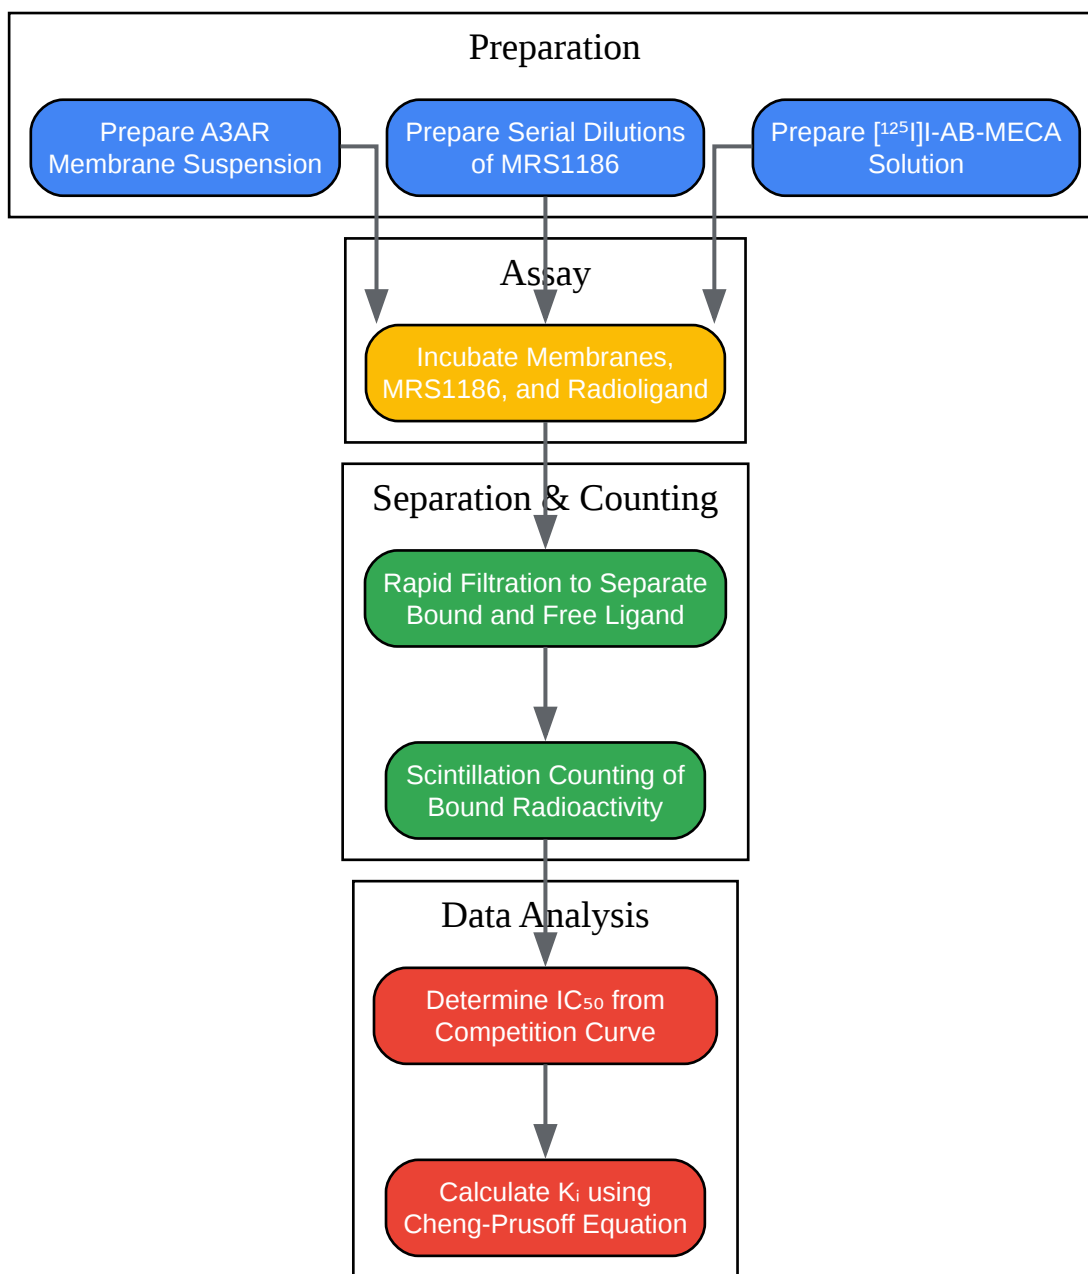 Preparation
Prepare A3AR
Membrane Suspension
Prepare Serial Dilutions
of MRS1186
Prepare [¹²⁵I]I-AB-MECA
Solution
Assay
Incubate Membranes,
MRS1186, and Radioligand
Separation & Counting
Rapid Filtration to Separate
Bound and Free Ligand
Scintillation Counting of
Bound Radioactivity
Data Analysis
Determine IC₅₀ from
Competition Curve
Calculate Kᵢ using
Cheng-Prusoff Equation